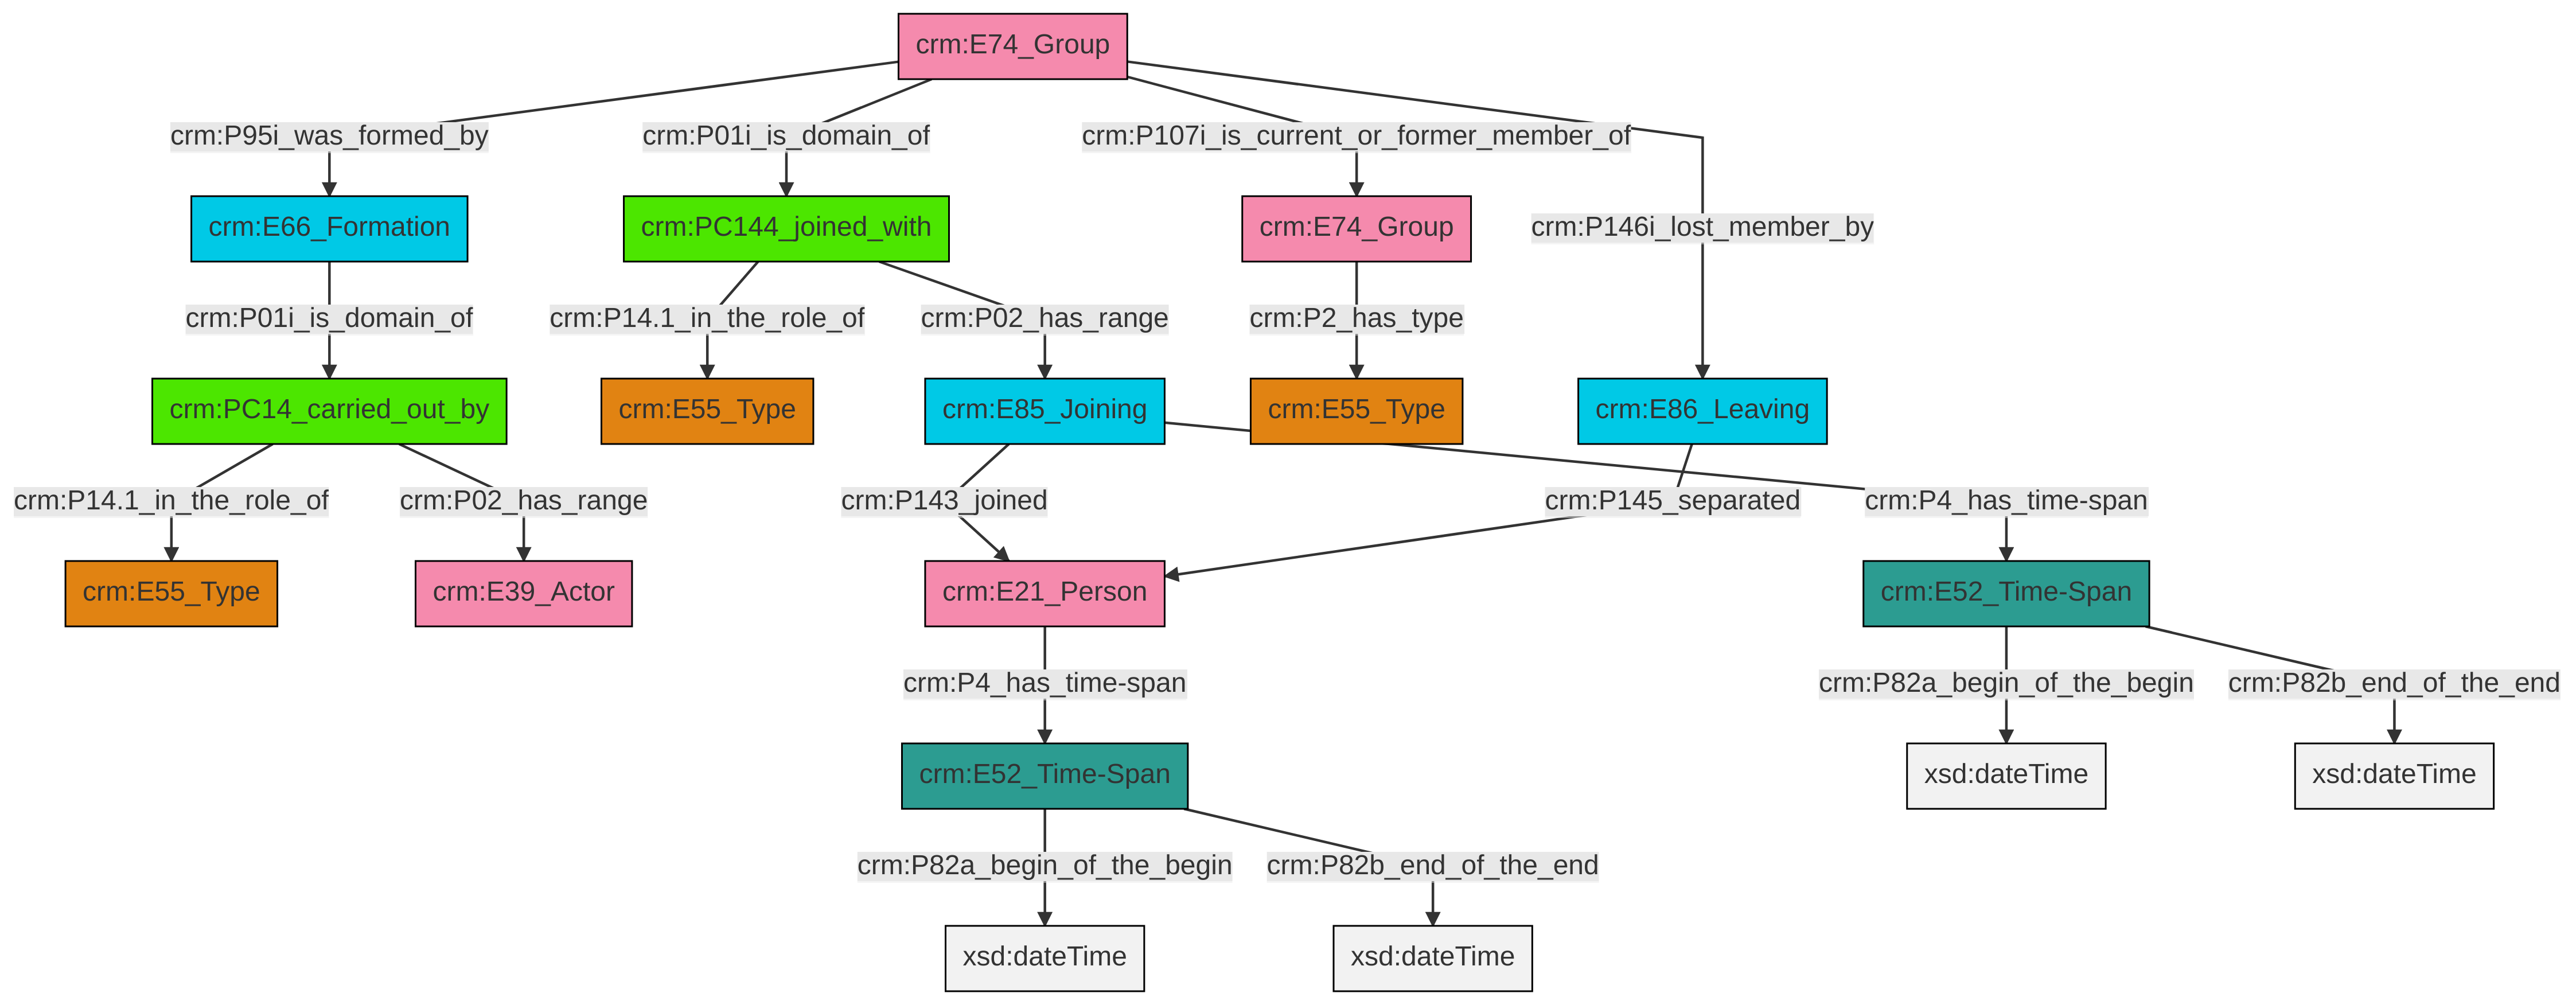 crm:E74_Group
crm:P95i_was_formed_by
crm:P01i_is_domain_of
crm:P107i_is_current_or_former_member_of
crm:E66_Formation
crm:PC144_joined_with
crm:E74_Group
crm:P146i_lost_member_by
crm:P01i_is_domain_of
crm:P14.1_in_the_role_of
crm:P02_has_range
crm:P2_has_type
crm:PC14_carried_out_by
crm:E55_Type
crm:E85_Joining
crm:E55_Type
crm:E86_Leaving
crm:P14.1_in_the_role_of
crm:P02_has_range
crm:P143_joined
crm:P145_separated
crm:P4_has_time-span
crm:E55_Type
crm:E39_Actor
crm:E21_Person
crm:E52_Time-Span
crm:P4_has_time-span
crm:P82a_begin_of_the_begin
crm:P82b_end_of_the_end
crm:E52_Time-Span
xsd:dateTime
xsd:dateTime
crm:P82a_begin_of_the_begin
crm:P82b_end_of_the_end
xsd:dateTime
xsd:dateTime